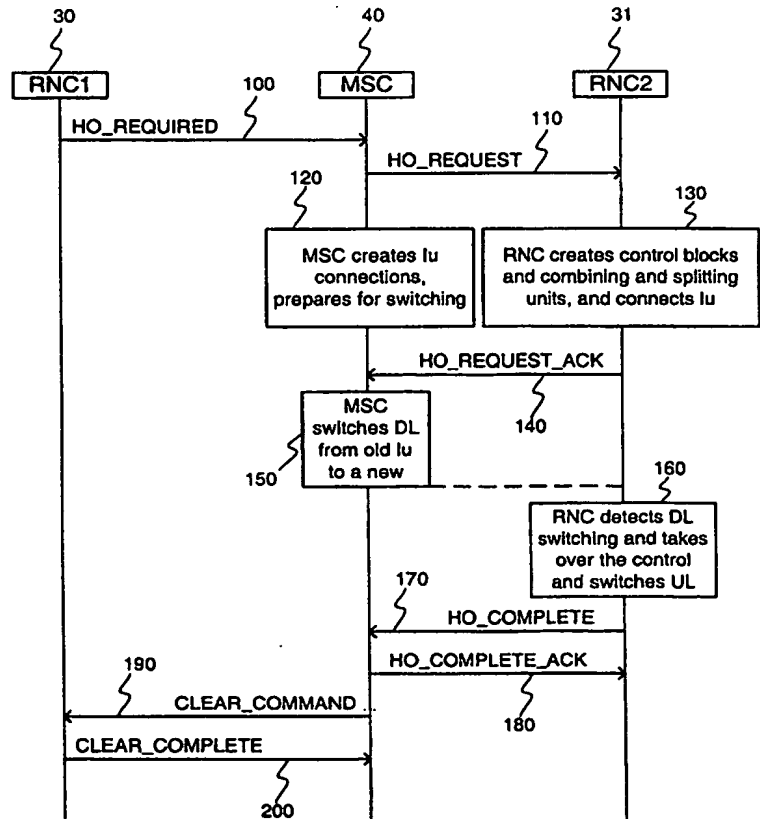 30
40
31
RNC1
MSC
RNC2
100
HO_REQUIRED
110
HO_REQUEST
120
130
MSC creates Iu
connections,
prepares for switching
RNC creates control blocks
and combining and splitting
units, and connects Iu
HO_REQUEST_ACK
140
MSC
switches DL
from old Iu
to a new
150
160
RNC detects DL
switching and takes
over the control
and switches UL
170
HO_COMPLETE
HO_COMPLETE_ACK
180
190
CLEAR_COMMAND
CLEAR_COMPLETE
200